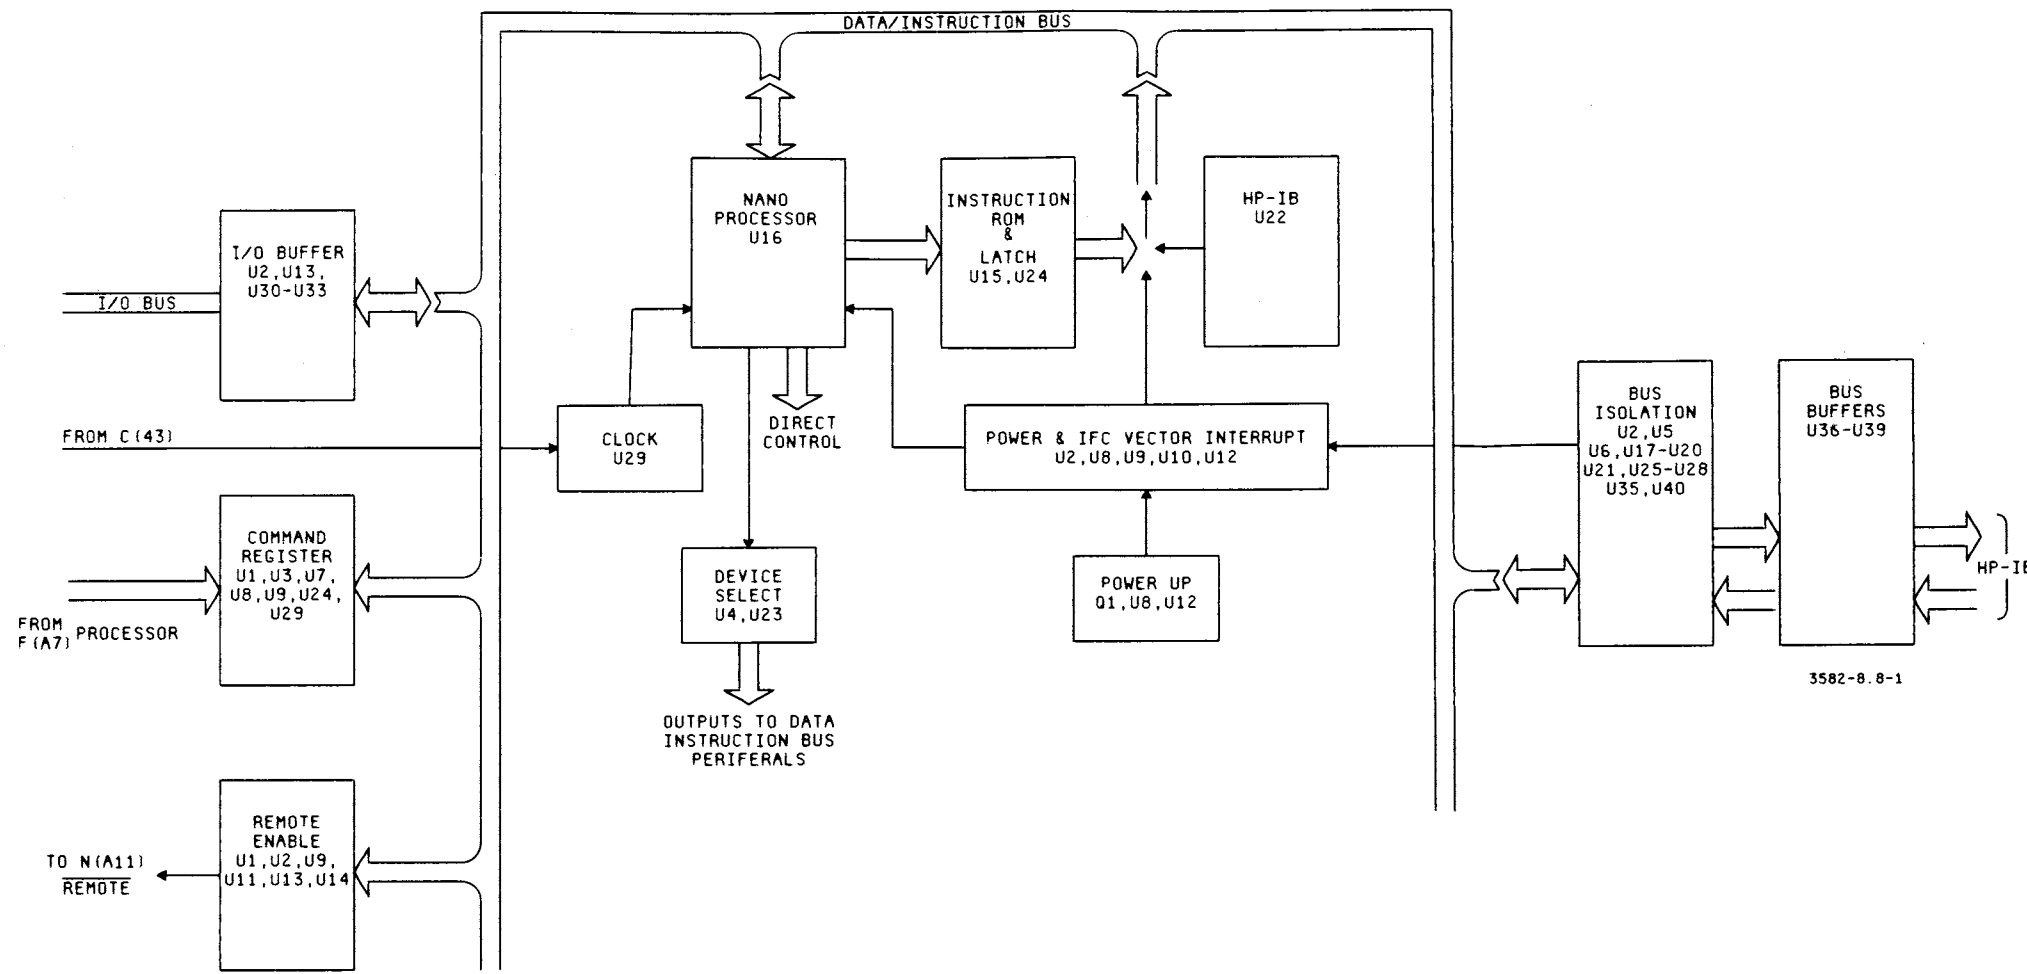 DATA/INSTRUCTION BUS
NANO
PROCESSOR
U16
INSTRUCTION
ROM
&
LATCH
U15,U24
HP-IB
U22
I/O BUFFER
U2,U13,
U30-U33
I/O BUS
FROM C(43)
CLOCK
U29
DIRECT
CONTROL
POWER & IFC VECTOR INTERRUPT
U2,U8,U9,U10,U12
BUS
ISOLATION
U2,U5
U6,U17-U20
U21,U25-U28
U35,U40
BUS
BUFFERS
U36-U39
COMMAND
REGISTER
U1,U3,U7,
U8,U9,U24,
U29
FROM PROCESSOR
F(A7)
DEVICE
SELECT
U4,U23
POWER UP
Q1,U8,U12
HP-IB
3582-8.8-1
OUTPUTS TO DATA
INSTRUCTION BUS
PERIFERALS
REMOTE
ENABLE
U1,U2,U9,
U11,U13,U14
TO N(A11)
REMOTE